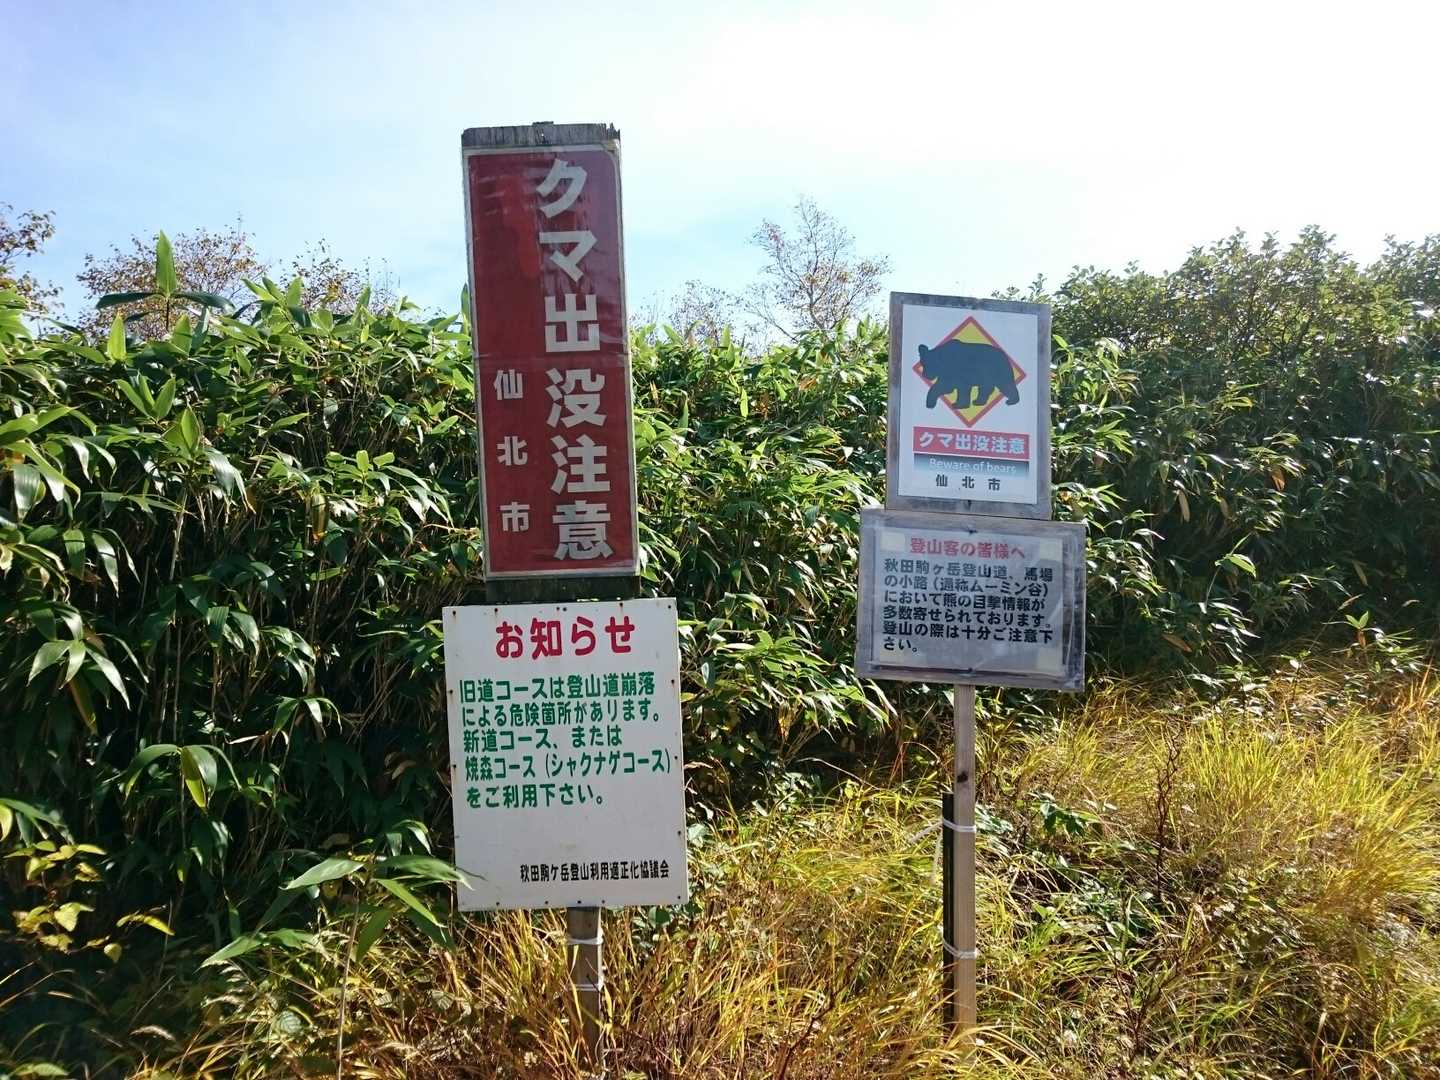 クマ出没注意
仙北市
お知らせ
旧道コースは登山道崩落
による危険箇所があります。
新道コース、または
焼森コース（シャクナゲコース）
をご利用下さい。
秋田駒ケ岳登山利用適正化協議会
クマ出没注意
Beware of bears
仙北市
登山客の皆様へ
秋田駒ヶ岳登山道、馬場
の小路（通称ムーミン谷）
において熊の目撃情報が
多数寄せられております。
登山の際は十分ご注意下
さい。